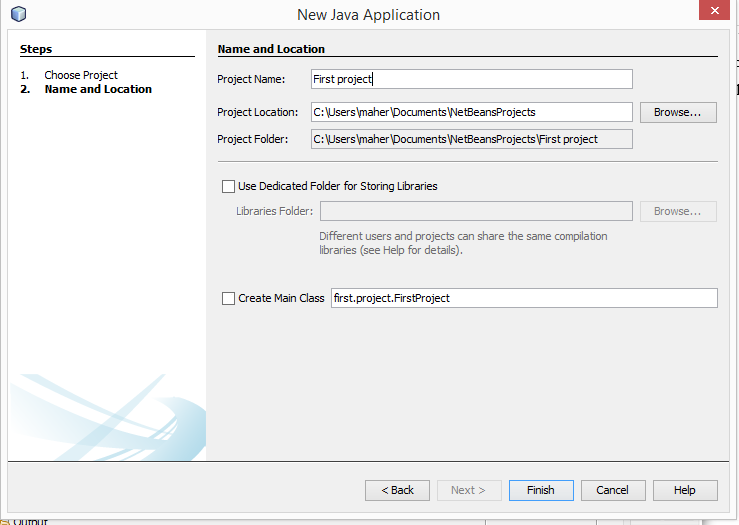 New Java Application
Steps
1. Choose Project
2. Name and Location
Name and Location
Project Name: First project
Project Location: C:\Users\maher\Documents\NetBeansProjects Browse...
Project Folder: C:\Users\maher\Documents\NetBeansProjects\First project
Use Dedicated Folder for Storing Libraries
Libraries Folder: Browse...
Different users and projects can share the same compilation
libraries (see Help for details).
Create Main Class first.project.FirstProject
< Back Next > Finish Cancel Help
Output